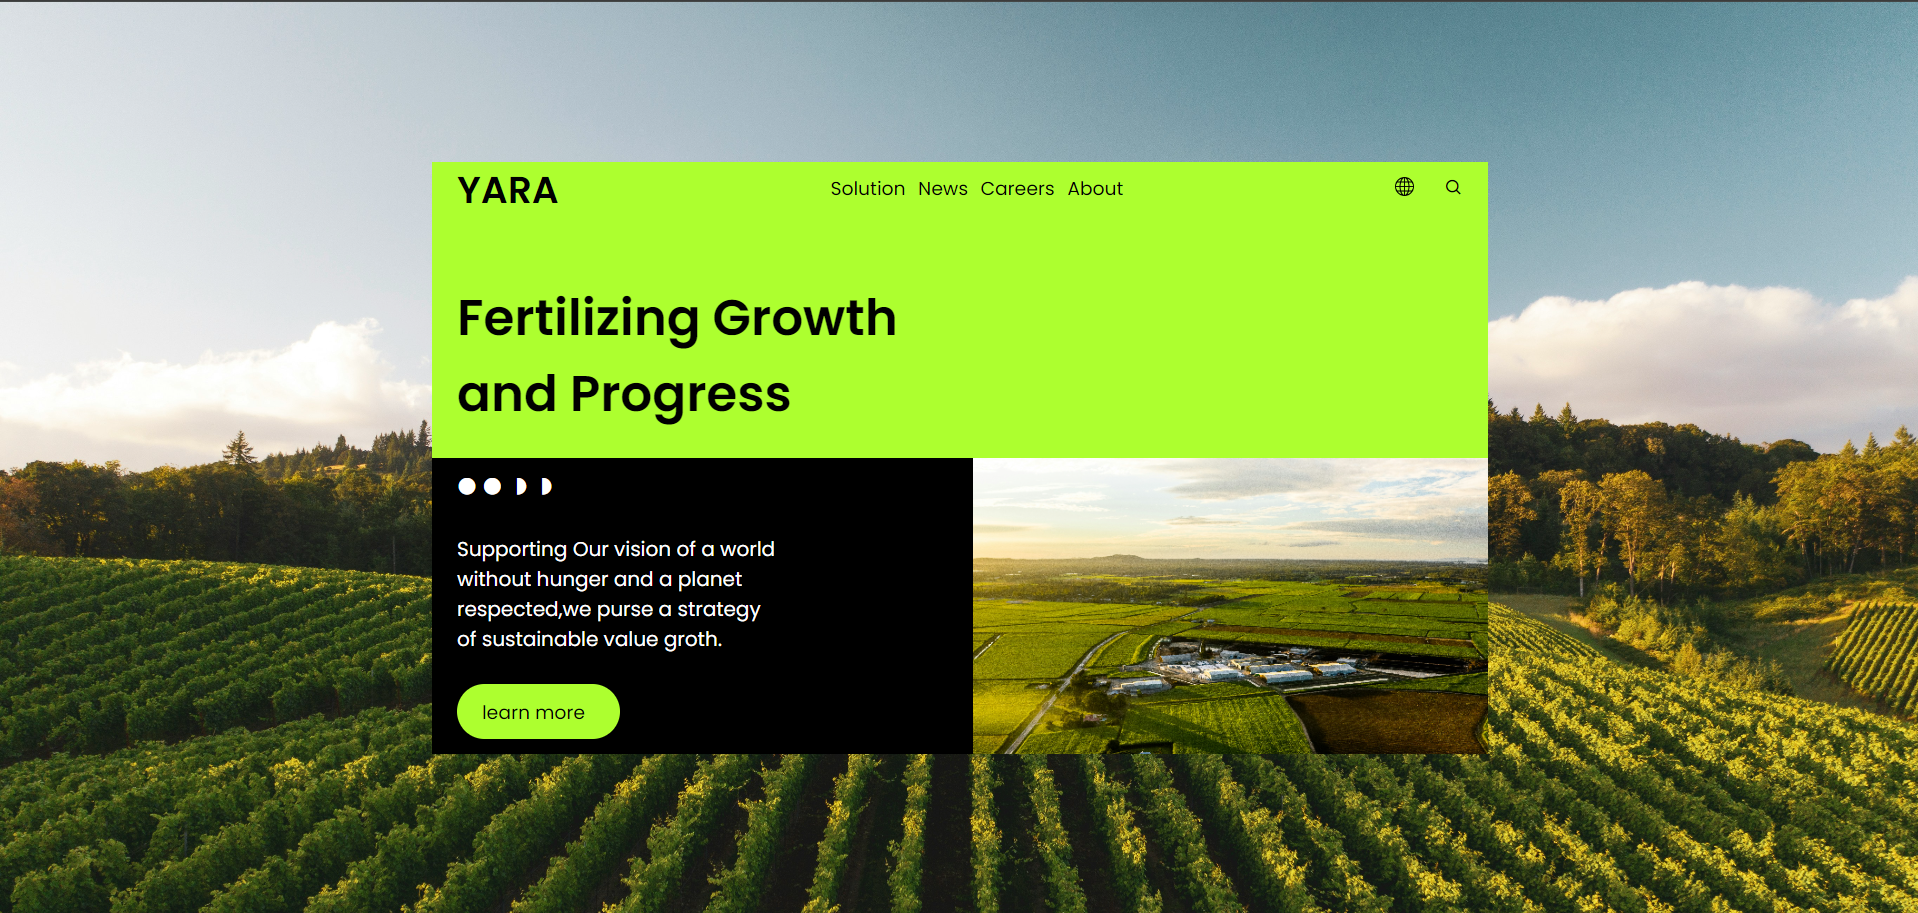 YARA
Solution News Careers About
Fertilizing Growth
and Progress
Supporting Our vision of a world
without hunger and a planet
respected,we purse a strategy
of sustainable value groth.
learn more